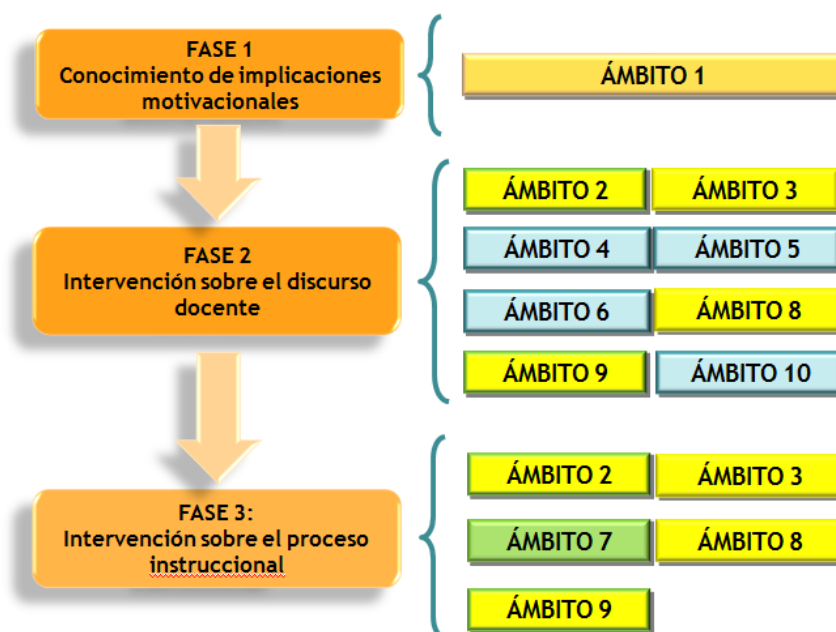 FASE 1
Conocimiento de implicaciones
motivacionales
ÁMBITO 1
FASE 2
Intervención sobre el discurso
docente
ÁMBITO 2
ÁMBITO 3
ÁMBITO 4
ÁMBITO 5
ÁMBITO 6
ÁMBITO 8
ÁMBITO 9
ÁMBITO 10
FASE 3:
Intervención sobre el proceso
instruccional
ÁMBITO 2
ÁMBITO 3
ÁMBITO 7
ÁMBITO 8
ÁMBITO 9